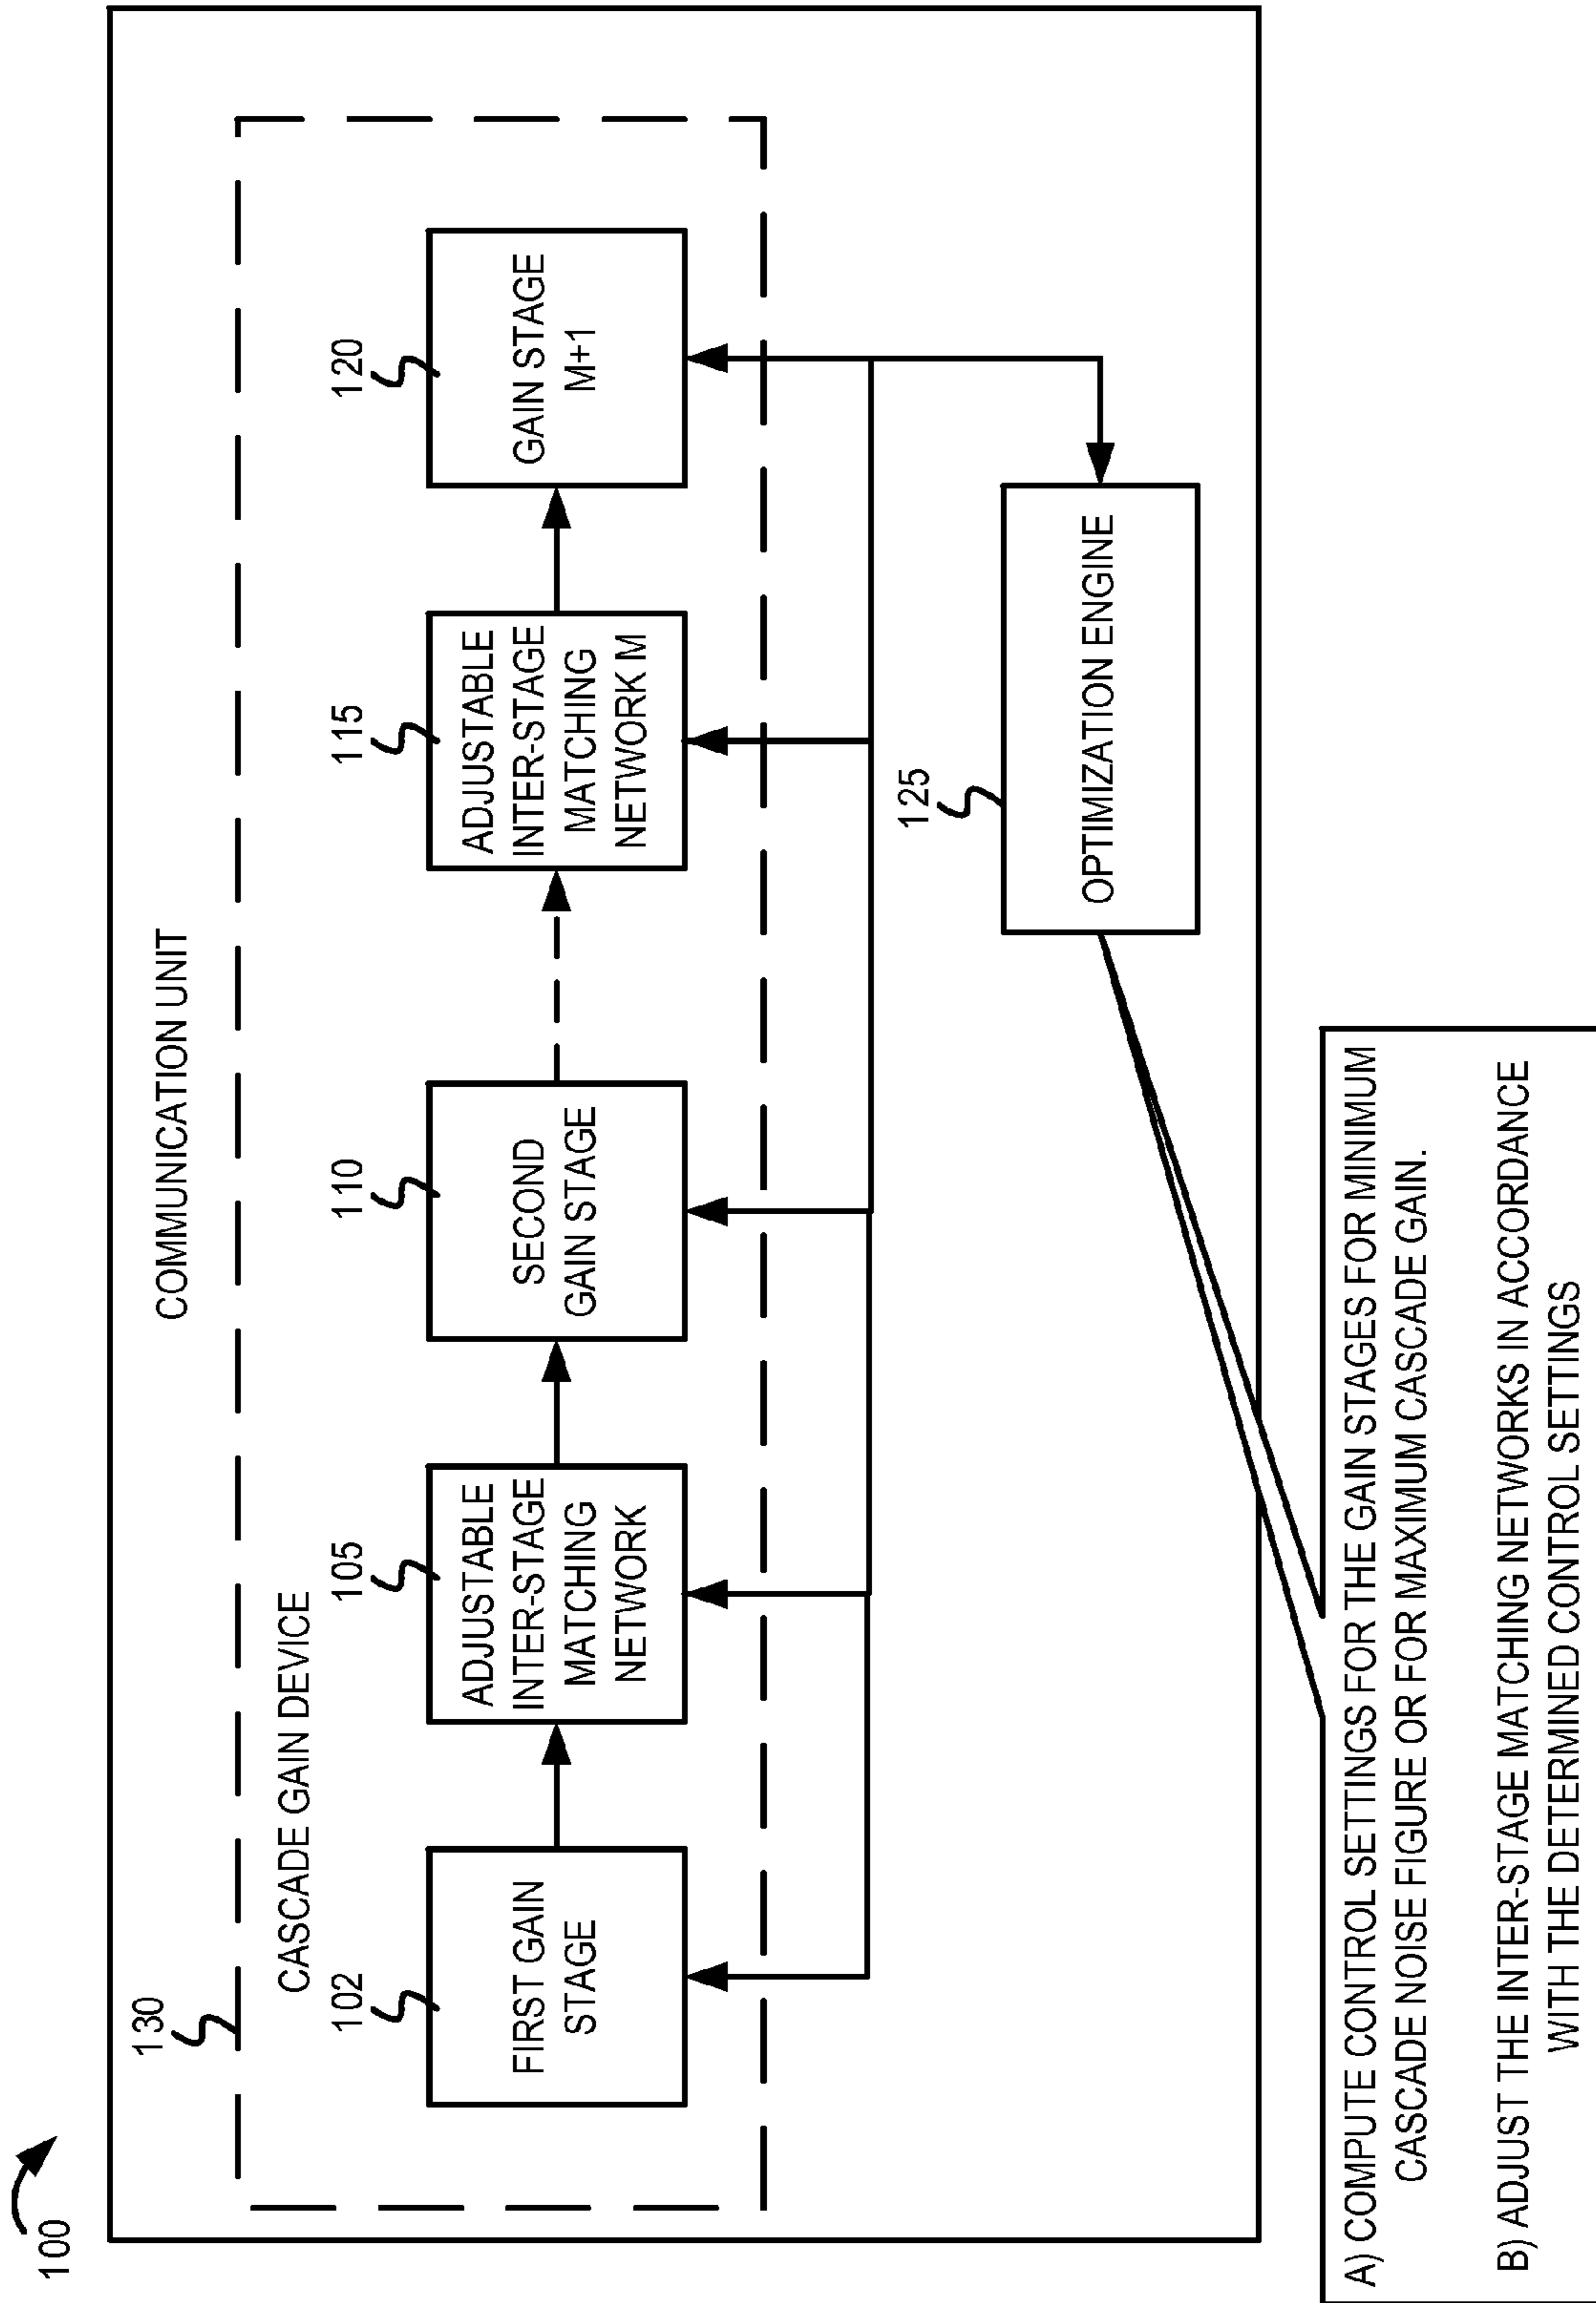 100
COMMUNICATION UNIT
130
CASCADE GAIN DEVICE
102
FIRST GAIN
STAGE
105
ADJUSTABLE
INTER-STAGE
MATCHING
NETWORK
110
SECOND
GAIN STAGE
115
ADJUSTABLE
INTER-STAGE
MATCHING
NETWORK M
120
GAIN STAGE
M+1
125
OPTIMIZATION ENGINE
A) COMPUTE CONTROL SETTINGS FOR THE GAIN STAGES FOR MINIMUM
CASCADE NOISE FIGURE OR FOR MAXIMUM CASCADE GAIN.
B) ADJUST THE INTER-STAGE MATCHING NETWORKS IN ACCORDANCE
WITH THE DETERMINED CONTROL SETTINGS